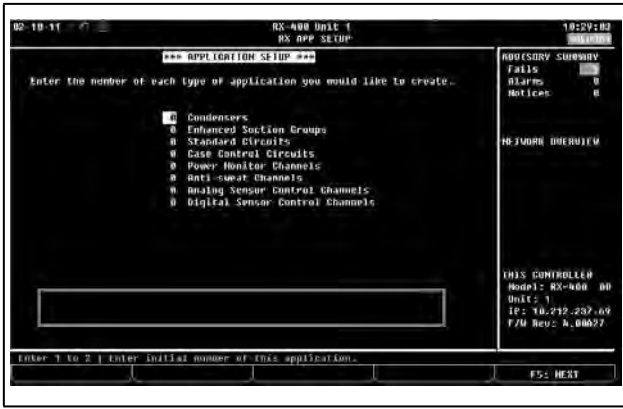 02-10-11
RX-400 Unit 1
10:29:03
RX APP SETUP
*** APPLICATION SETUP ***
Enter the number of each type of application you would like to create.
0 Condensers
0 Enhanced Suction Groups
0 Standard Circuits
0 Case Control Circuits
0 Power Monitor Channels
0 Anti-sweat Channels
0 Analog Sensor Control Channels
0 Digital Sensor Control Channels
ADVISORY SUMMARY
Fails
Alarms 0
Notices 0
NETWORK OVERVIEW
THIS CONTROLLER
Model: RX-400 00
Unit: 1
IP: 10.212.237.69
F/W Rev: 4.00A27
Enter 1 to 2 | Enter initial number of this application.
F5: NEXT